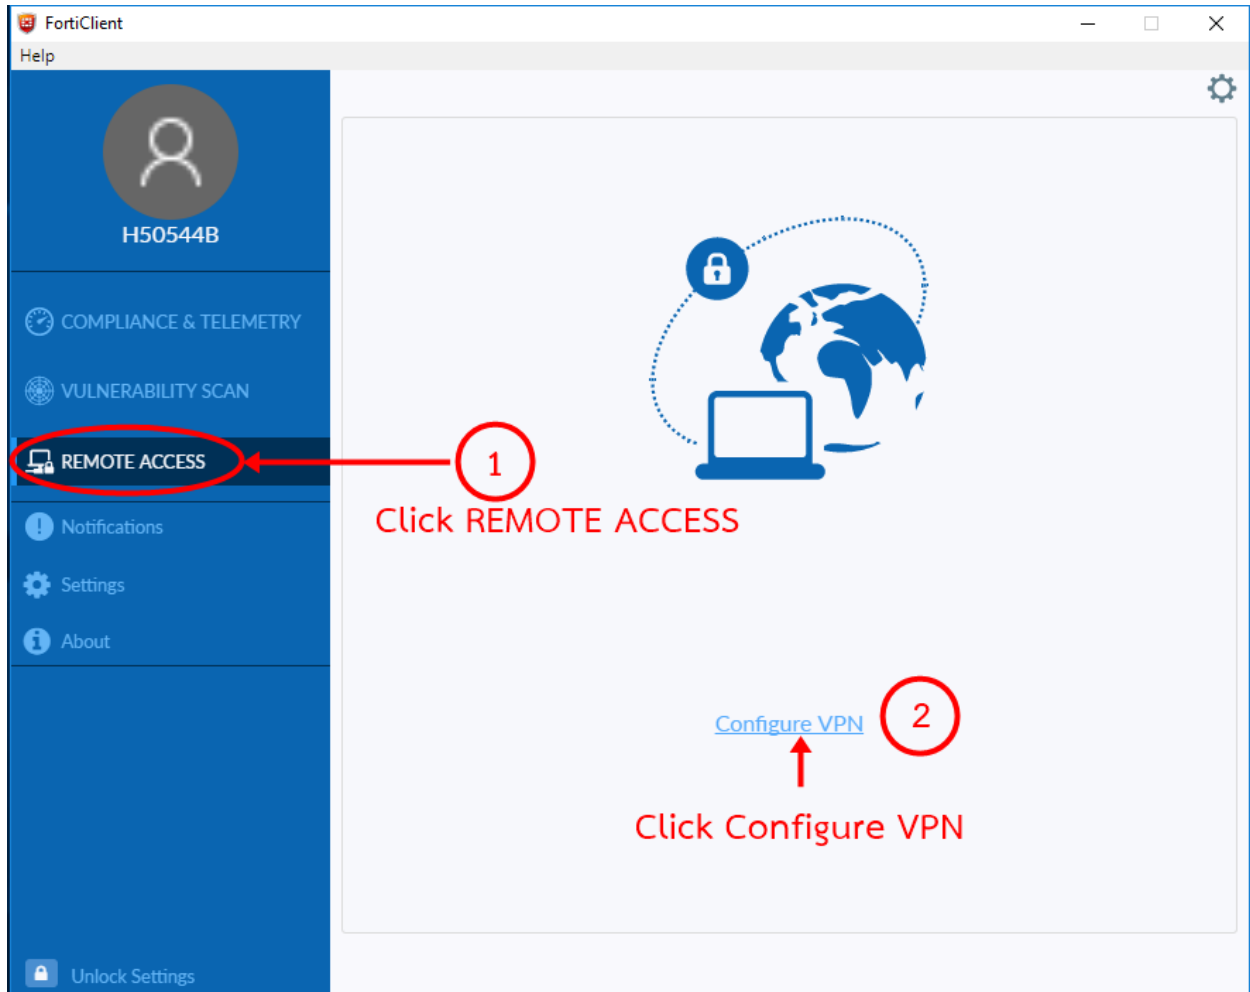 FortiClient
Help
H50544B
COMPLIANCE & TELEMETRY
VULNERABILITY SCAN
REMOTE ACCESS
1
Click REMOTE ACCESS
Notifications
Settings
About
Configure VPN
2
Click Configure VPN
Unlock Settings